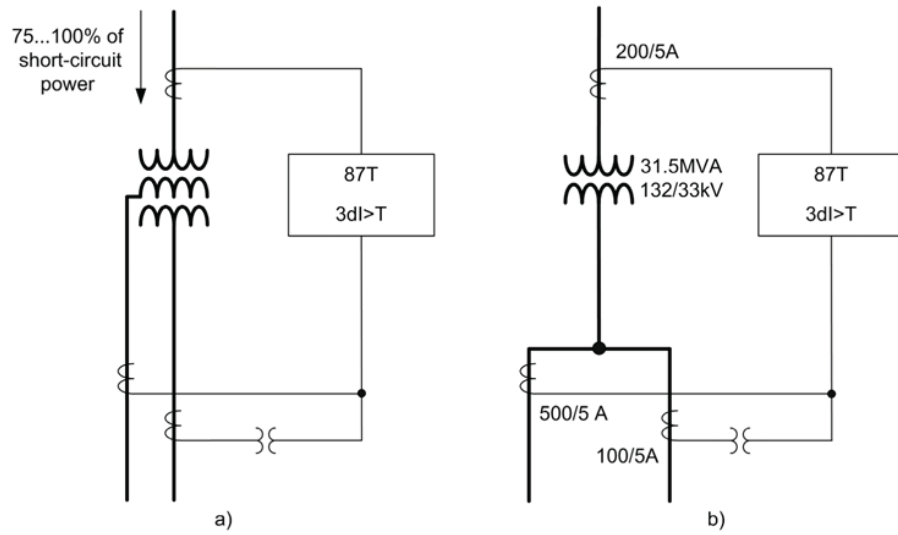 75...100% of
short-circuit
power
87T
3dI>T
a)
200/5A
31.5MVA
132/33kV
87T
3dI>T
500/5 A
100/5A
b)